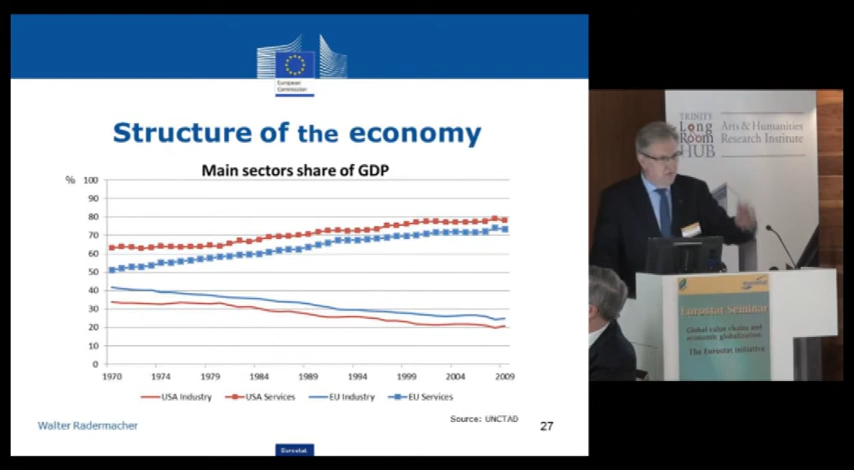 European
Commission
Structure of the economy
Main sectors share of GDP
%
100
90
80
70
60
50
40
30
20
10
0
1970 1974 1979 1984 1989 1994 1999 2004 2009
USA Industry USA Services EU Industry EU Services
Source: UNCTAD
Walter Radermacher
27
Eurostat
TRINITY
Long
Room
HUB
Arts & Humanities
Research Institute
Eurostat Seminar
Global value chains and
economic globalization
The Eurostat initiative